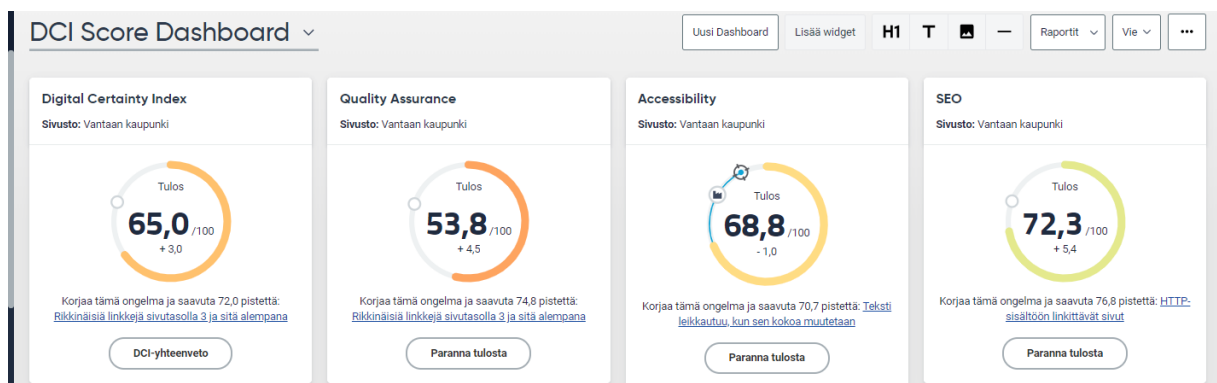 DCI Score Dashboard
Uusi Dashboard
Lisää widget
H1
T
Raportit
Vie
Digital Certainty Index
Sivusto: Vantaan kaupunki
Tulos
65,0 /100
+ 3,0
Korjaa tämä ongelma ja saavuta 72,0 pistettä:
Rikkinäisiä linkkejä sivutasolla 3 ja sitä alempana
DCI-yhteenveto
Quality Assurance
Sivusto: Vantaan kaupunki
Tulos
53,8 /100
+ 4,5
Korjaa tämä ongelma ja saavuta 74,8 pistettä:
Rikkinäisiä linkkejä sivutasolla 3 ja sitä alempana
Paranna tulosta
Accessibility
Sivusto: Vantaan kaupunki
Tulos
68,8 /100
- 1,0
Korjaa tämä ongelma ja saavuta 70,7 pistettä: Teksti
leikkautuu, kun sen kokoa muutetaan
Paranna tulosta
SEO
Sivusto: Vantaan kaupunki
Tulos
72,3 /100
+ 5,4
Korjaa tämä ongelma ja saavuta 76,8 pistettä: HTTP-
sisältöön linkittävät sivut
Paranna tulosta